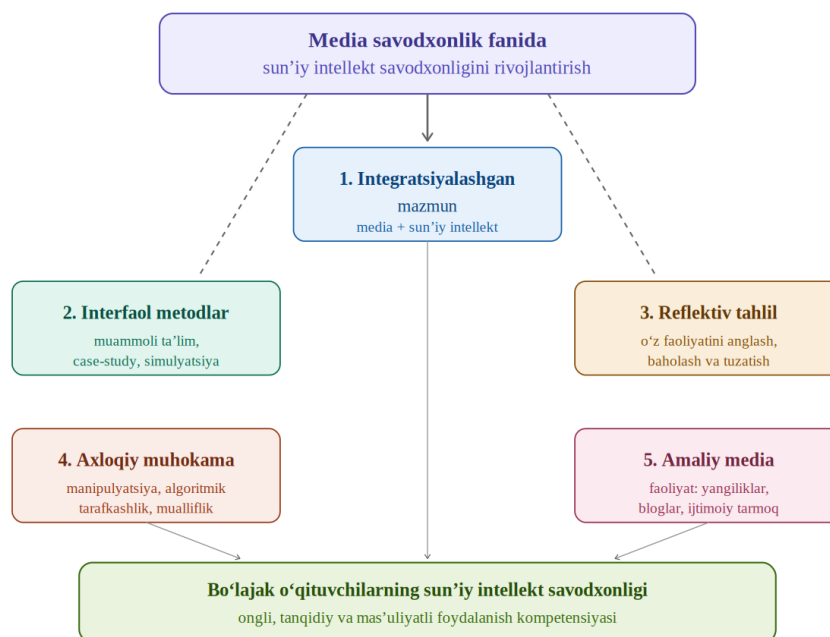 Media savodxonlik fanida
sun’iy intellekt savodxonligini rivojlantirish
1. Integratsiyalashgan
mazmun
media + sun’iy intellekt
2. Interfaol metodlar
muammoli ta’lim,
case-study, simulyatsiya
3. Reflektiv tahlil
o‘z faoliyatini anglash,
baholash va tuzatish
4. Axloqiy muhokama
manipulyatsiya, algoritmik
tarafkashlik, mualliflik
5. Amaliy media
faoliyat: yangiliklar,
bloglar, ijtimoiy tarmoq
Bo‘lajak o‘qituvchilarning sun’iy intellekt savodxonligi
ongli, tanqidiy va mas’uliyatli foydalanish kompetensiyasi